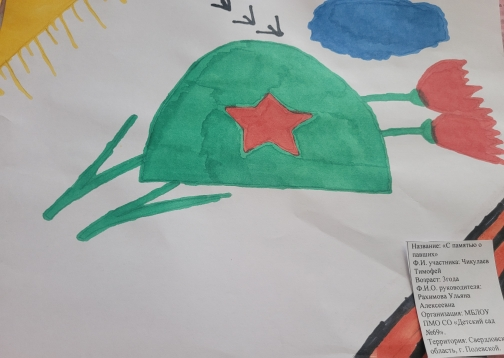 Название: «С памятью о
павших»
Ф.И. участника: Чикулаев
Тимофей
Возраст: 3года
Ф.И.О. руководителя:
Рахимова Ульяна
Алексеевна
Организация: МБДОУ
ПМО СО «Детский сад
№69».
Территория: Свердловс
область, г. Полевской